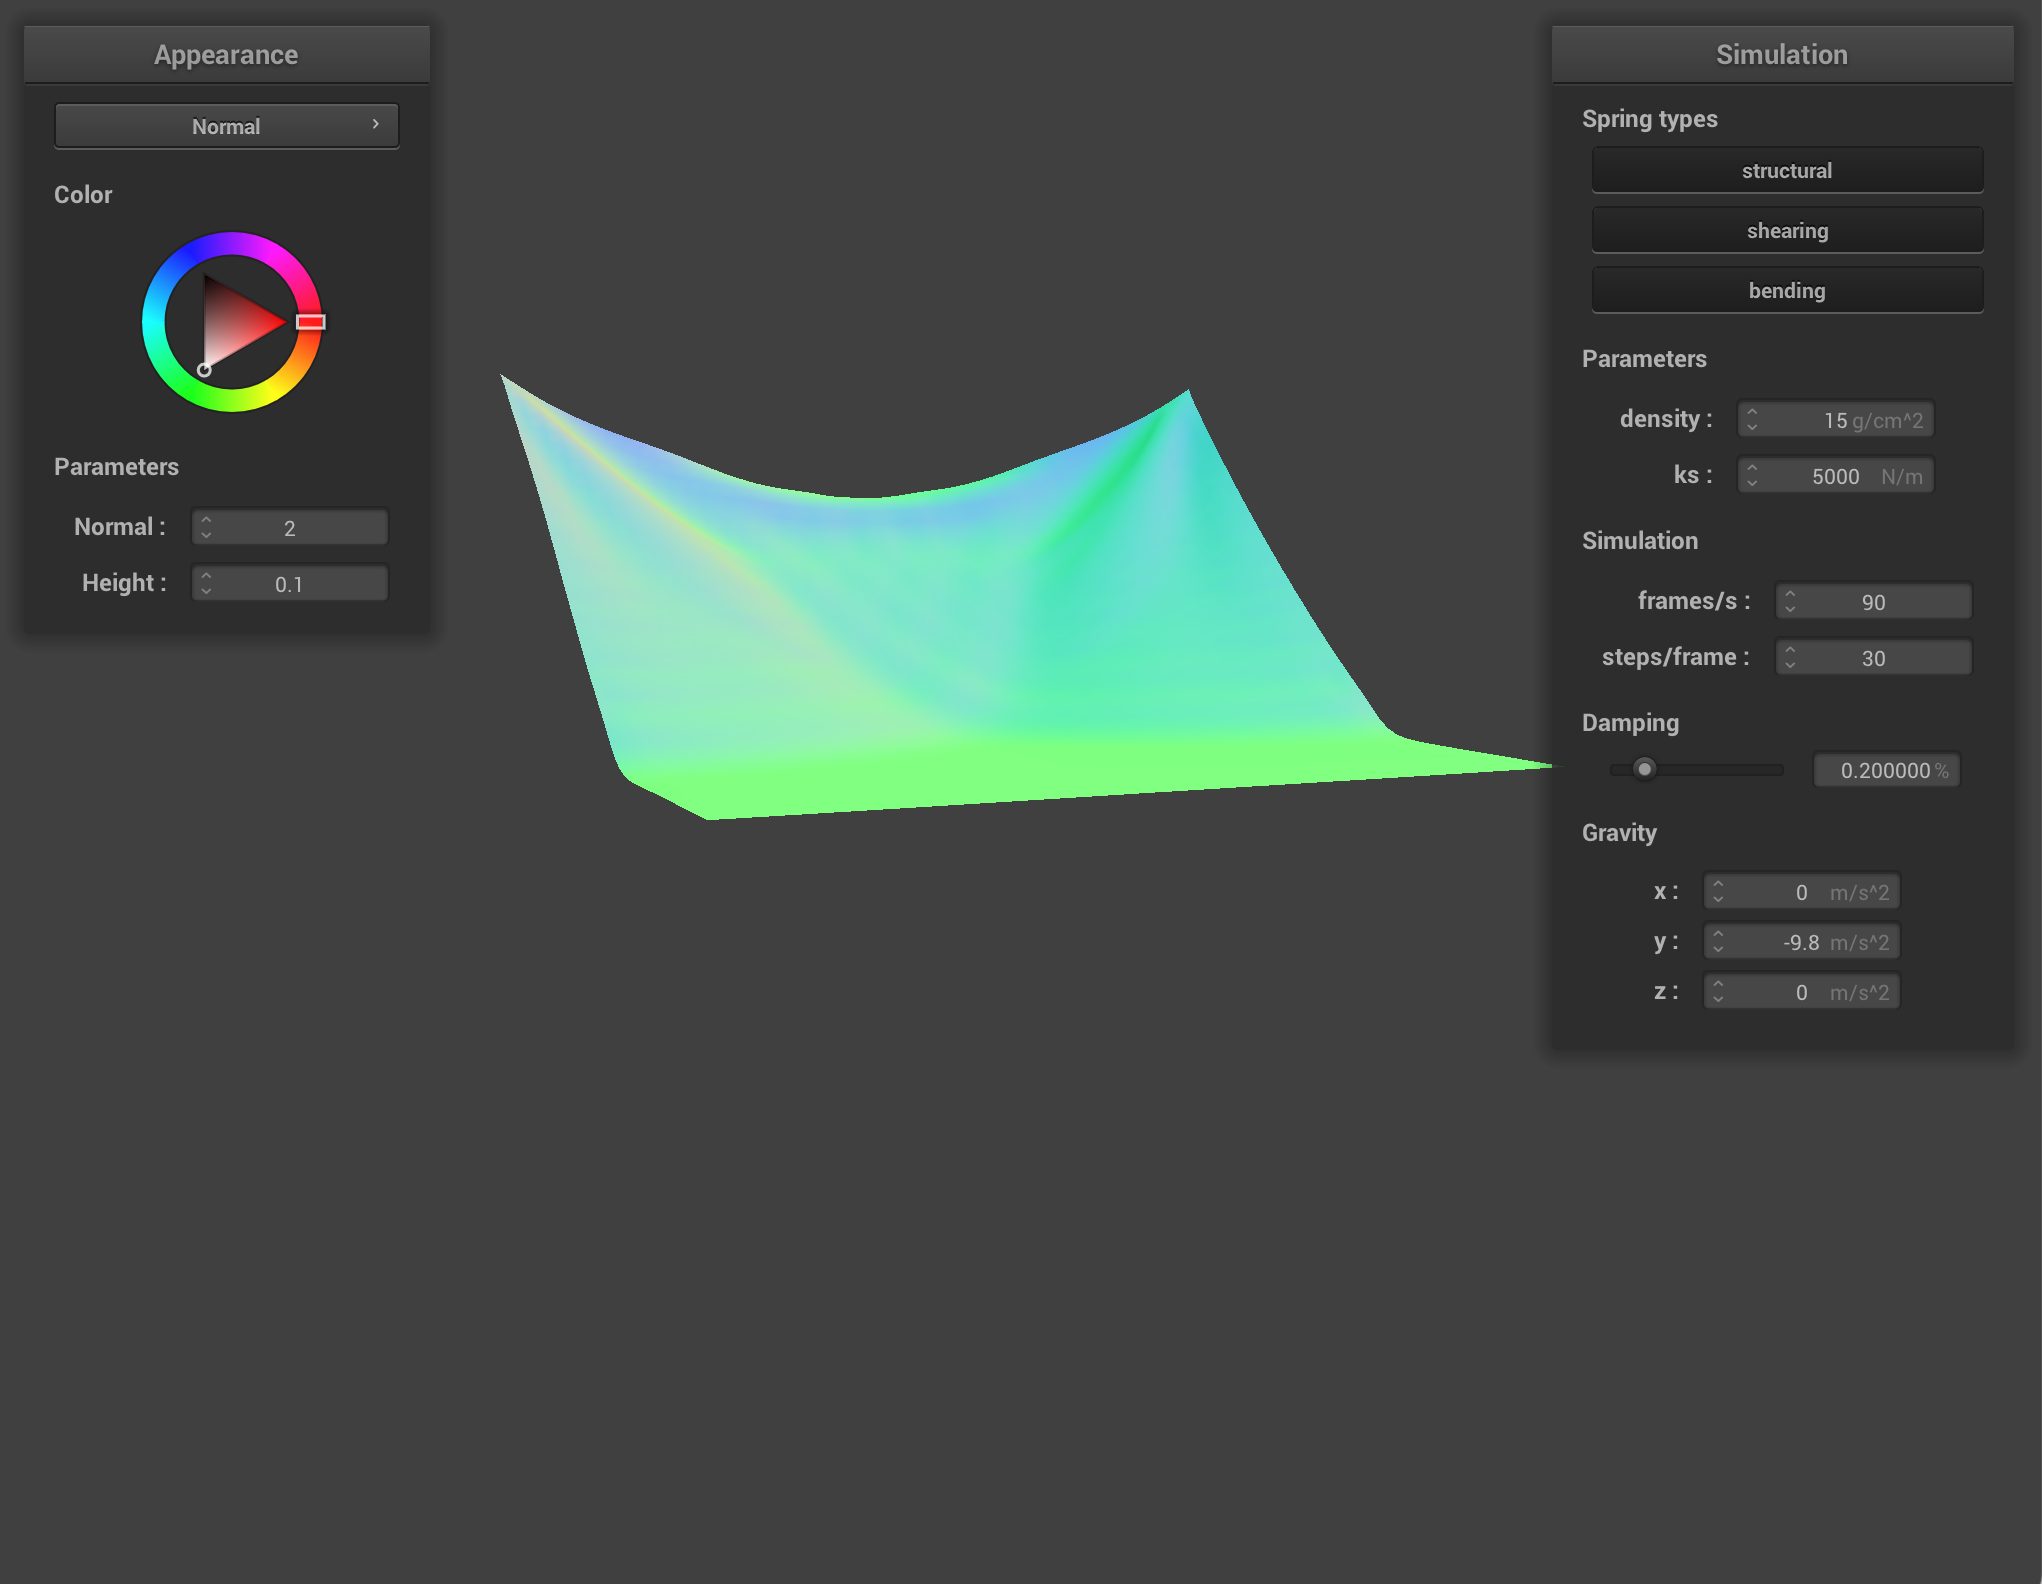 Appearance
Normal
Color
Parameters
Normal : 2
Height : 0.1
Simulation
Spring types
structural
shearing
bending
Parameters
density : 15 g/cm^2
ks : 5000 N/m
Simulation
frames/s : 90
steps/frame : 30
Damping
0.200000 %
Gravity
x : 0 m/s^2
y : -9.8 m/s^2
z : 0 m/s^2